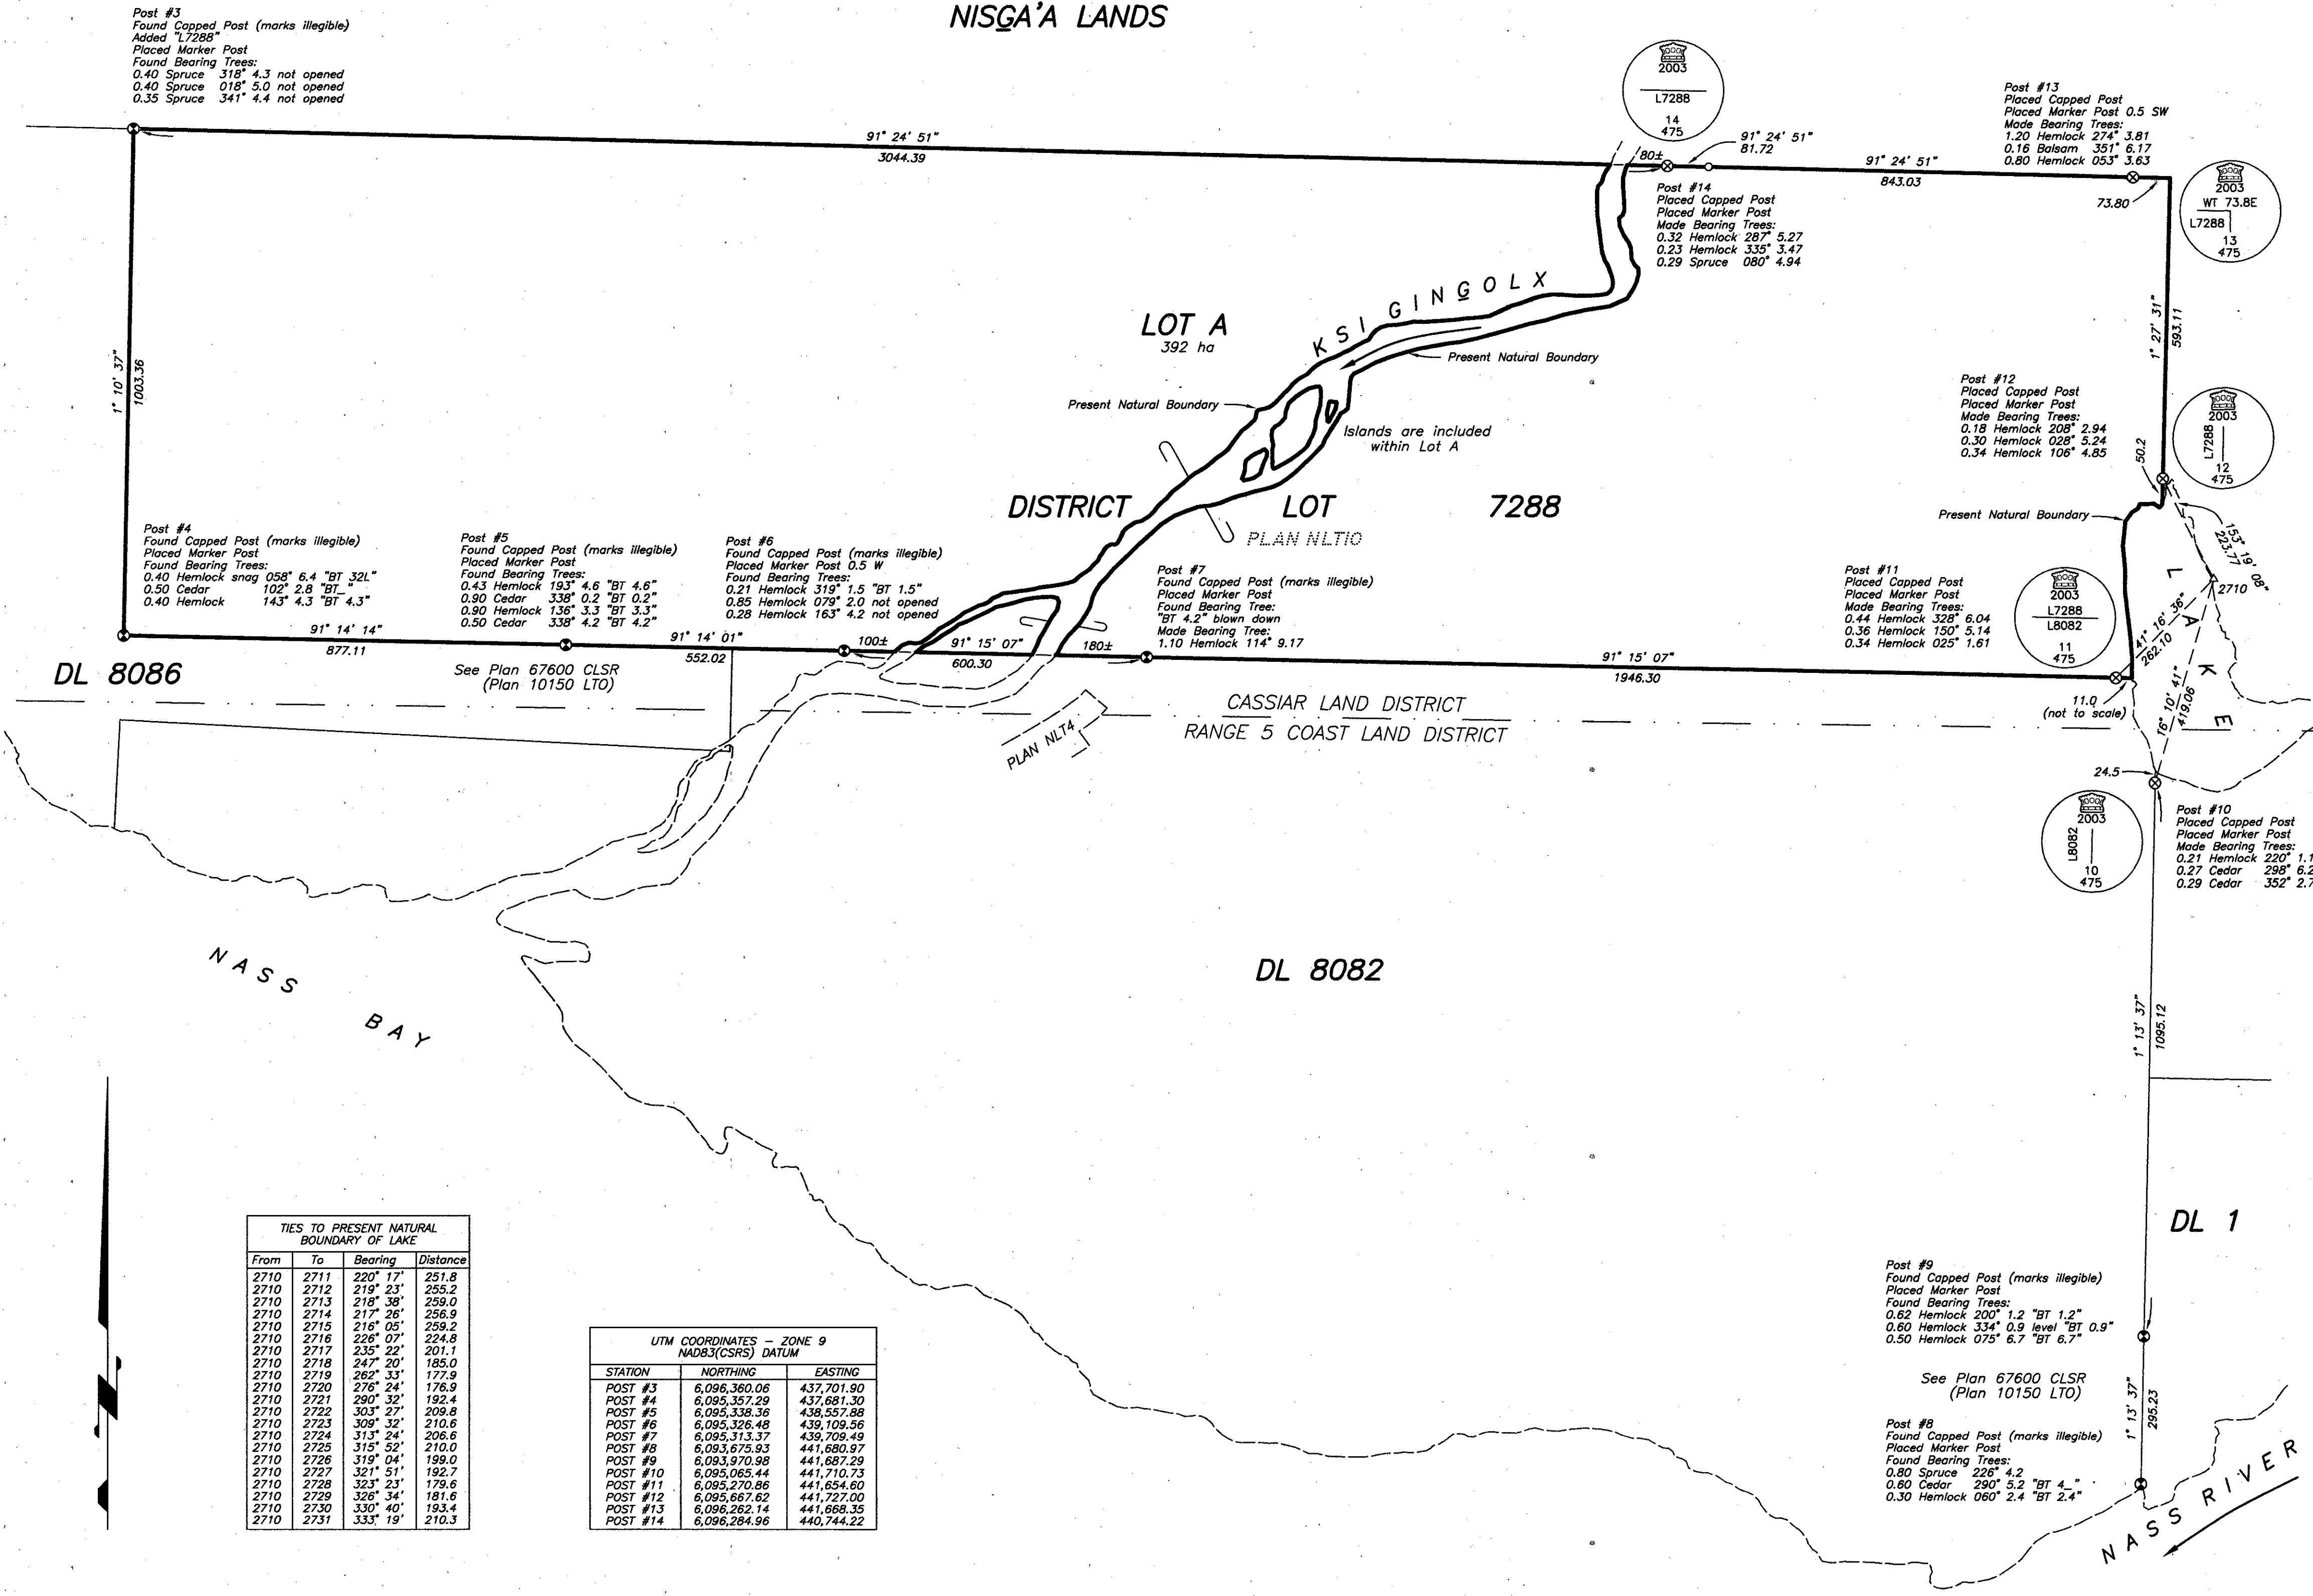 NISG̲A'A LANDS
Post #3
Found Capped Post (marks illegible)
Added "L7288"
Placed Marker Post
Found Bearing Trees:
0.40 Spruce 318° 4.3 not opened
0.40 Spruce 018° 5.0 not opened
0.35 Spruce 341° 4.4 not opened
91° 24' 51"
3044.39
2003
L7288
14
475
80±
91° 24' 51"
81.72
91° 24' 51"
843.03
Post #13
Placed Capped Post
Placed Marker Post 0.5 SW
Made Bearing Trees:
1.20 Hemlock 274° 3.81
0.16 Balsam 351° 6.17
0.80 Hemlock 053° 3.63
73.80
2003
WT 73.8E
L7288
13
475
Post #14
Placed Capped Post
Placed Marker Post
Made Bearing Trees:
0.32 Hemlock 287° 5.27
0.23 Hemlock 335° 3.47
0.29 Spruce 080° 4.94
KSI GING̲OLX
LOT A
392 ha
Present Natural Boundary
Present Natural Boundary
Islands are included
within Lot A
1° 10' 37"
1003.36
1° 27' 31"
593.11
Post #12
Placed Capped Post
Placed Marker Post
Made Bearing Trees:
0.18 Hemlock 208° 2.94
0.30 Hemlock 028° 5.24
0.34 Hemlock 106° 4.85
50.2
2003
L7288
12
475
DISTRICT LOT 7288
PLAN NLT10
Present Natural Boundary
153° 19' 08"
223.77
2710
LAKE
41° 16' 36"
262.10
16° 10' 41"
419.06
Post #4
Found Capped Post (marks illegible)
Placed Marker Post
Found Bearing Trees:
0.40 Hemlock snag 058° 6.4 "BT 32L"
0.50 Cedar 102° 2.8 "BT_"
0.40 Hemlock 143° 4.3 "BT 4.3"
Post #5
Found Capped Post (marks illegible)
Placed Marker Post
Found Bearing Trees:
0.43 Hemlock 193° 4.6 "BT 4.6"
0.90 Cedar 338° 0.2 "BT 0.2"
0.90 Hemlock 136° 3.3 "BT 3.3"
0.50 Cedar 338° 4.2 "BT 4.2"
Post #6
Found Capped Post (marks illegible)
Placed Marker Post 0.5 W
Found Bearing Trees:
0.21 Hemlock 319° 1.5 "BT 1.5"
0.85 Hemlock 079° 2.0 not opened
0.28 Hemlock 163° 4.2 not opened
Post #7
Found Capped Post (marks illegible)
Placed Marker Post
Found Bearing Tree:
"BT 4.2" blown down
Made Bearing Tree:
1.10 Hemlock 114° 9.17
Post #11
Placed Capped Post
Placed Marker Post
Made Bearing Trees:
0.44 Hemlock 328° 6.04
0.36 Hemlock 150° 5.14
0.34 Hemlock 025° 1.61
2003
L7288
L8082
11
475
91° 14' 14"
877.11
91° 14' 01"
552.02
100±
91° 15' 07"
600.30
180±
91° 15' 07"
1946.30
11.0
(not to scale)
DL 8086
See Plan 67600 CLSR
(Plan 10150 LTO)
PLAN NLT4
CASSIAR LAND DISTRICT
RANGE 5 COAST LAND DISTRICT
24.5
2003
L8082
10
475
Post #10
Placed Capped Post
Placed Marker Post
Made Bearing Trees:
0.21 Hemlock 220° 1.1
0.27 Cedar 298° 6.2
0.29 Cedar 352° 2.7
NASS BAY
DL 8082
1° 13' 37"
1095.12
DL 1
TIES TO PRESENT NATURAL
BOUNDARY OF LAKE
From To Bearing Distance
2710 2711 220° 17' 251.8
2710 2712 219° 23' 255.2
2710 2713 218° 38' 259.0
2710 2714 217° 26' 256.9
2710 2715 216° 05' 259.2
2710 2716 226° 07' 224.8
2710 2717 235° 22' 201.1
2710 2718 247° 20' 185.0
2710 2719 262° 33' 177.9
2710 2720 276° 24' 176.9
2710 2721 290° 32' 192.4
2710 2722 303° 27' 209.8
2710 2723 309° 32' 210.6
2710 2724 313° 24' 206.6
2710 2725 315° 52' 210.0
2710 2726 319° 04' 199.0
2710 2727 321° 51' 192.7
2710 2728 323° 23' 179.6
2710 2729 326° 34' 181.6
2710 2730 330° 40' 193.4
2710 2731 333° 19' 210.3
UTM COORDINATES – ZONE 9
NAD83(CSRS) DATUM
STATION NORTHING EASTING
POST #3 6,096,360.06 437,701.90
POST #4 6,095,357.29 437,681.30
POST #5 6,095,338.36 438,557.88
POST #6 6,095,326.48 439,109.56
POST #7 6,095,313.37 439,709.49
POST #8 6,093,675.93 441,680.97
POST #9 6,093,970.98 441,687.29
POST #10 6,095,065.44 441,710.73
POST #11 6,095,270.86 441,654.60
POST #12 6,095,667.62 441,727.00
POST #13 6,096,262.14 441,668.35
POST #14 6,096,284.96 440,744.22
Post #9
Found Capped Post (marks illegible)
Placed Marker Post
Found Bearing Trees:
0.62 Hemlock 200° 1.2 "BT 1.2"
0.60 Hemlock 334° 0.9 level "BT 0.9"
0.50 Hemlock 075° 6.7 "BT 6.7"
See Plan 67600 CLSR
(Plan 10150 LTO)
1° 13' 37"
295.23
Post #8
Found Capped Post (marks illegible)
Placed Marker Post
Found Bearing Trees:
0.80 Spruce 226° 4.2
0.60 Cedar 290° 5.2 "BT 4_"
0.30 Hemlock 060° 2.4 "BT 2.4"
NASS RIVER